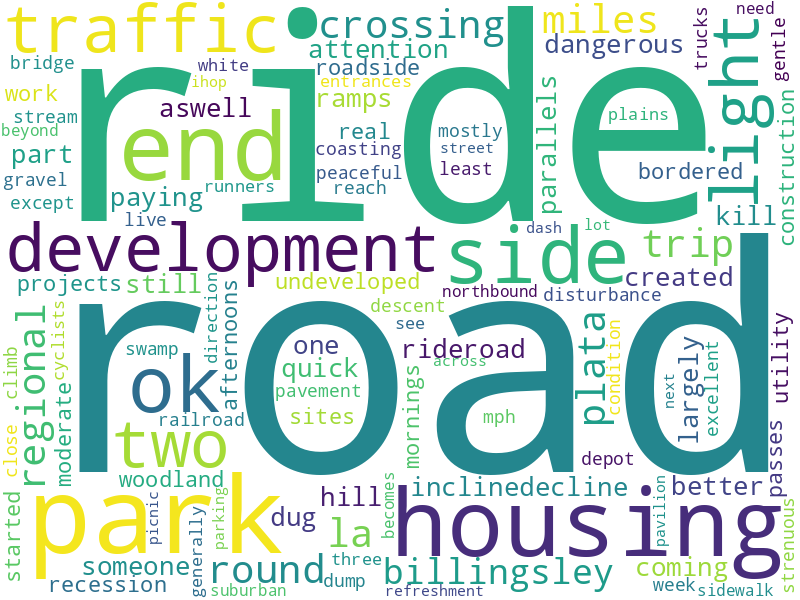 traffic
crossing
miles
trucks
need
gentle
light
bridge
white
attention
roadside
dangerous
ride
work
ihop
aswell
entrances
ramps
stream
beyond
end
real
mostly
plains
parallels
construction
part
coasting
street
gravel
peaceful
least
bordered
except
paying
runners
reach
live
kill
development
side
dash
lot
trip
projects
still
undeveloped
northbound
disturbance
created
descent
road
regional
climb
cyclists
direction
afternoons
one
see
rideroad
plata
condition
largely
excellent
utility
swamp
across
quick
ok
pavement
mornings
next
close
moderate
sites
mph
railroad
two
depot
passes
woodland
park
hill
inclinedecline
better
started
picnic
parking
dug
la
becomes
housing
pavilion
strenuous
someone
round
three
billingsley
coming
recession
generally
suburban
dump
refreshment
week
sidewalk